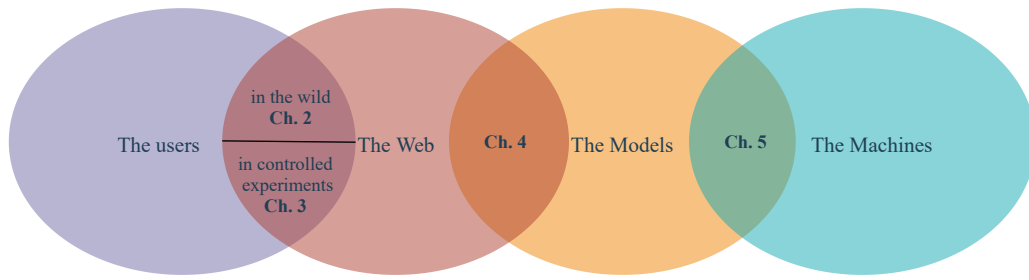 The users
in the wild
Ch. 2
in controlled
experiments
Ch. 3
The Web
Ch. 4
The Models
Ch. 5
The Machines